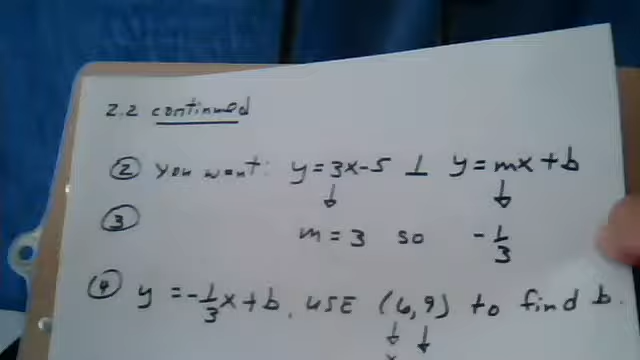 2.2 continued
② You want: y = 3x - 5 ⊥ y = mx + b
↓ ↓
③ m = 3 so - 1/3
④ y = - 1/3 x + b, USE (6, 9) to find b.
↓ ↓